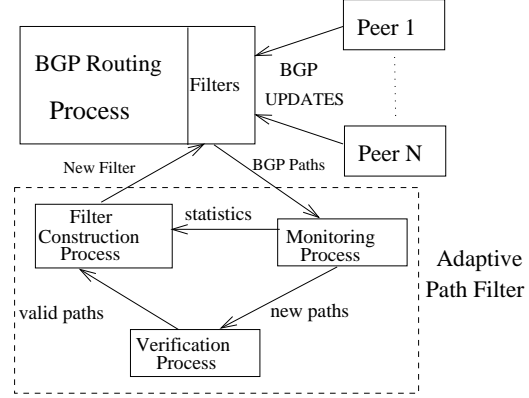 Peer 1
BGP Routing
Process
Filters
BGP
UPDATES
Peer N
New Filter
BGP Paths
Filter
Construction
Process
statistics
Monitoring
Process
Adaptive
Path Filter
valid paths
new paths
Verification
Process